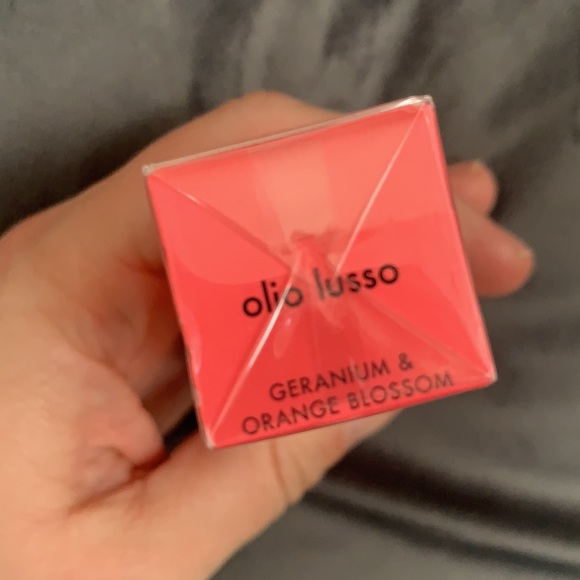 olio lusso
GERANIUM &
ORANGE BLOSSOM